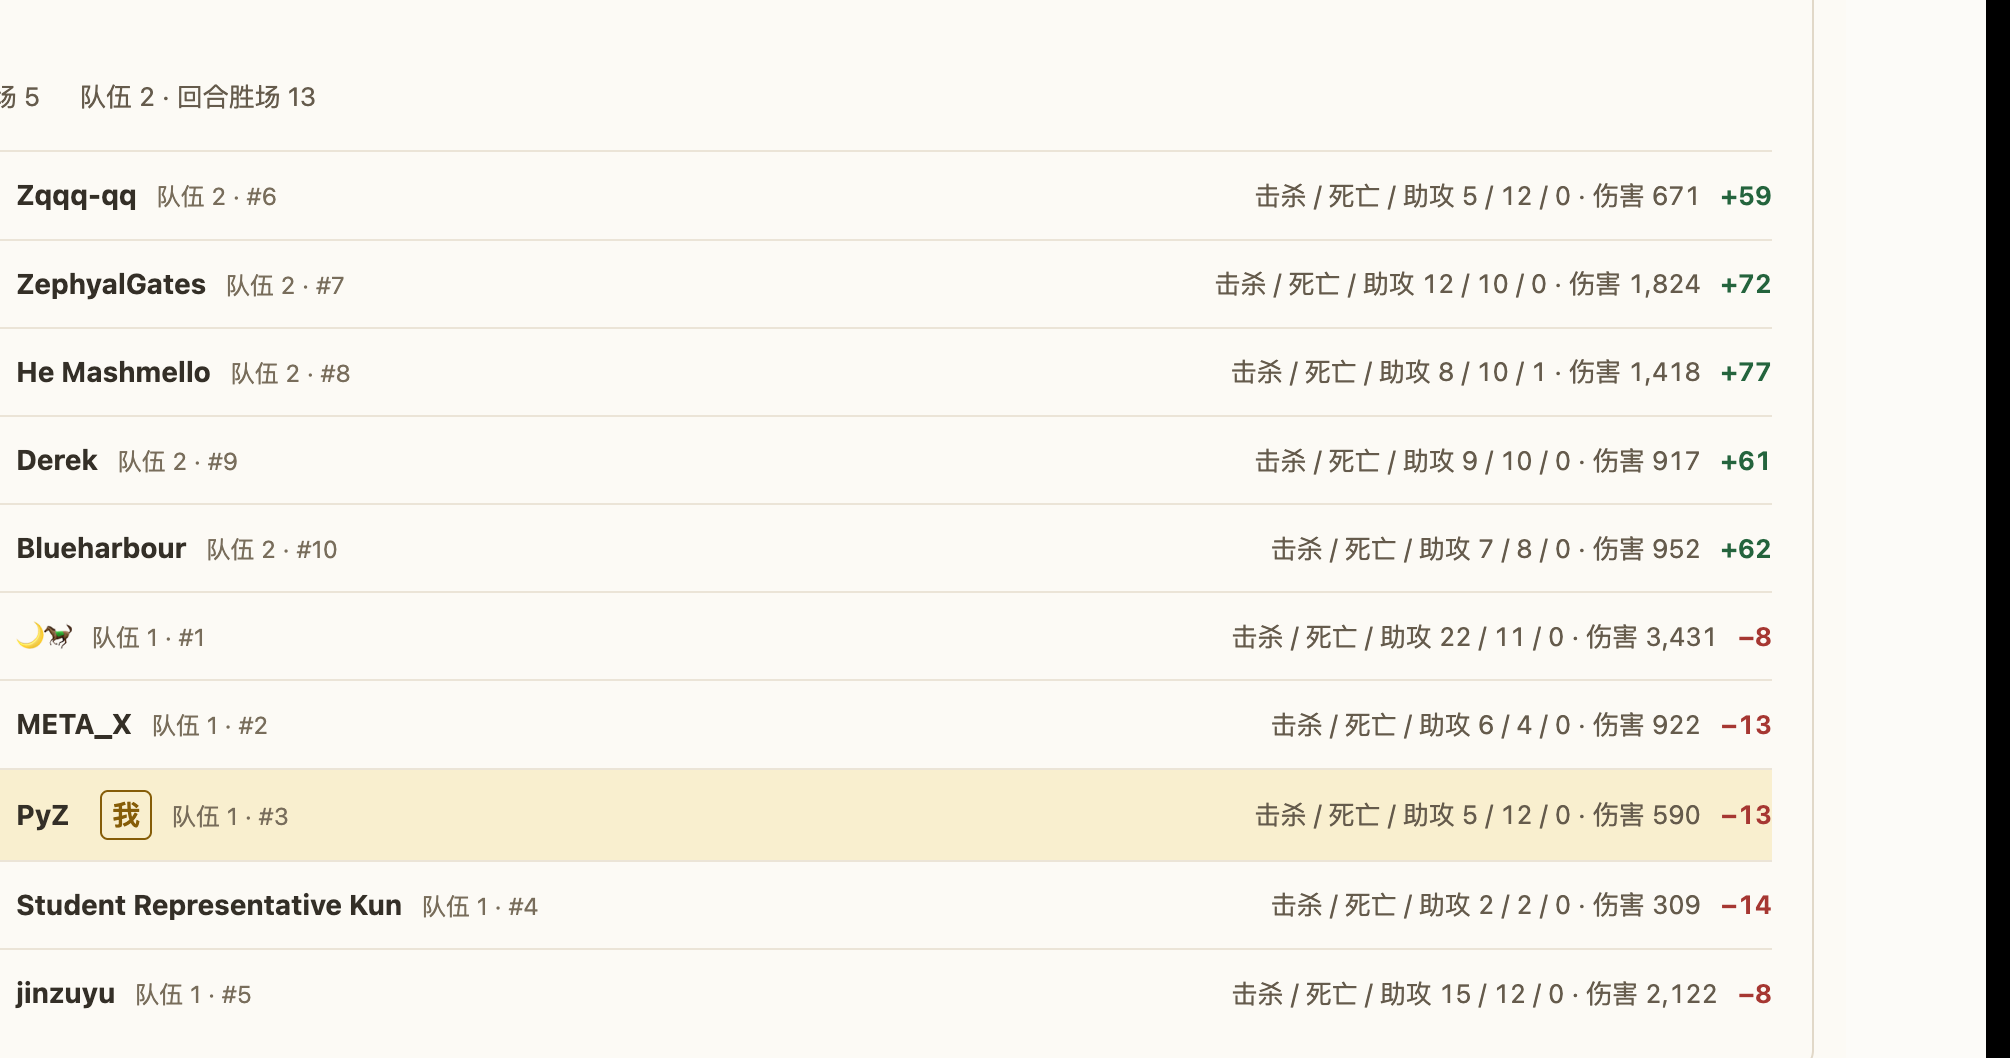 场 5 队伍 2 · 回合胜场 13
Zqqq-qq 队伍 2 · #6 击杀 / 死亡 / 助攻 5 / 12 / 0 · 伤害 671 +59
ZephyalGates 队伍 2 · #7 击杀 / 死亡 / 助攻 12 / 10 / 0 · 伤害 1,824 +72
He Mashmello 队伍 2 · #8 击杀 / 死亡 / 助攻 8 / 10 / 1 · 伤害 1,418 +77
Derek 队伍 2 · #9 击杀 / 死亡 / 助攻 9 / 10 / 0 · 伤害 917 +61
Blueharbour 队伍 2 · #10 击杀 / 死亡 / 助攻 7 / 8 / 0 · 伤害 952 +62
🌙🐎 队伍 1 · #1 击杀 / 死亡 / 助攻 22 / 11 / 0 · 伤害 3,431 −8
META_X 队伍 1 · #2 击杀 / 死亡 / 助攻 6 / 4 / 0 · 伤害 922 −13
PyZ 我 队伍 1 · #3 击杀 / 死亡 / 助攻 5 / 12 / 0 · 伤害 590 −13
Student Representative Kun 队伍 1 · #4 击杀 / 死亡 / 助攻 2 / 2 / 0 · 伤害 309 −14
jinzuyu 队伍 1 · #5 击杀 / 死亡 / 助攻 15 / 12 / 0 · 伤害 2,122 −8